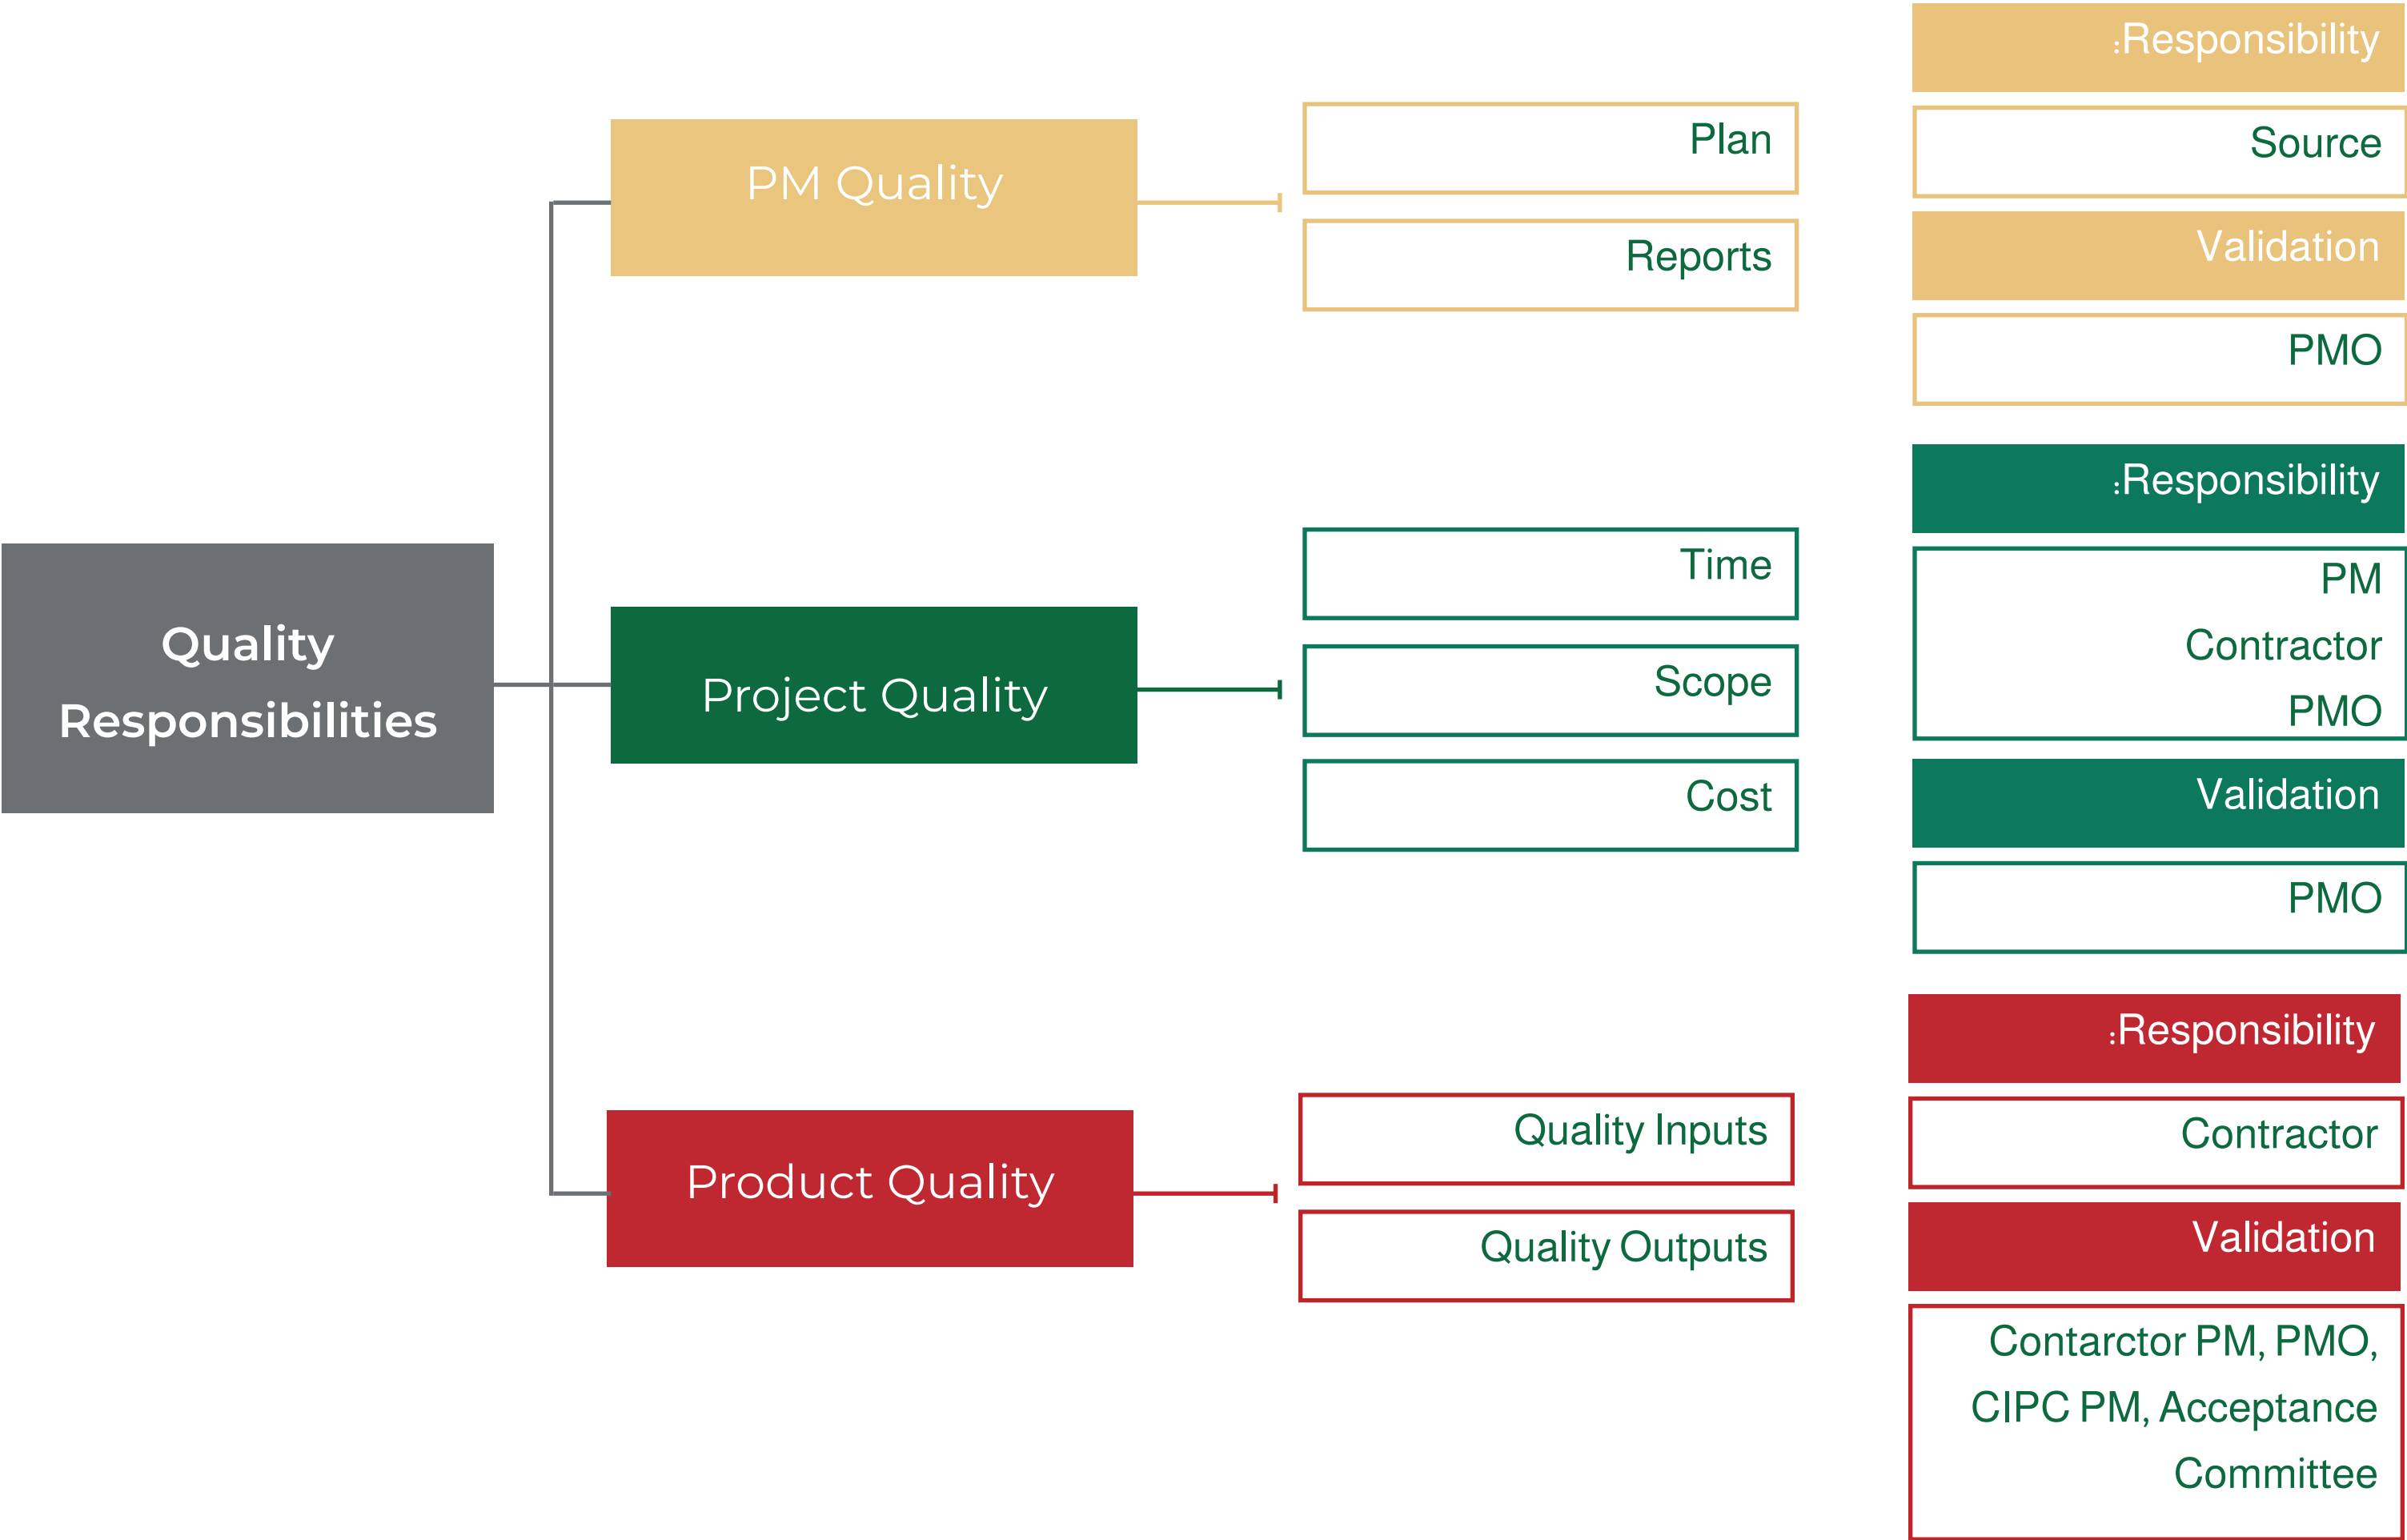 Quality
Responsibilities
PM Quality
Plan
Reports
:Responsibility
Source
Validation
PMO
Project Quality
Time
Scope
Cost
:Responsibility
PM
Contractor
PMO
Validation
PMO
Product Quality
Quality Inputs
Quality Outputs
:Responsibility
Contractor
Validation
Contarctor PM, PMO,
CIPC PM, Acceptance
Committee